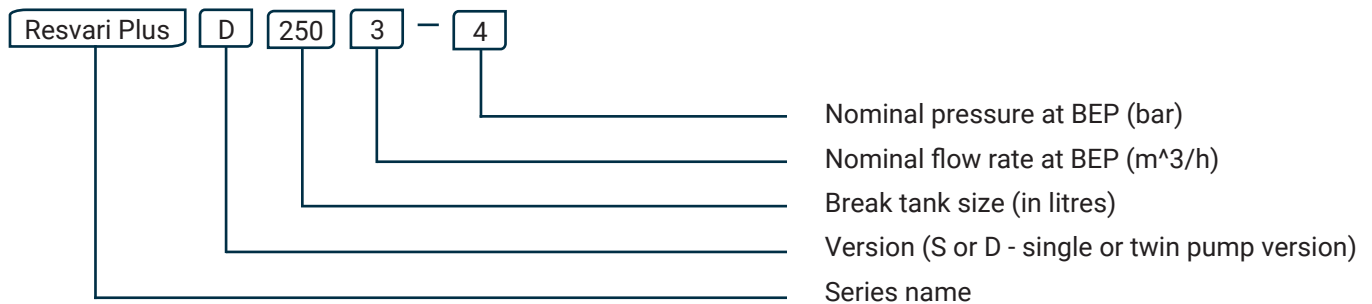 Resvari Plus D 250 3 – 4
Nominal pressure at BEP (bar)
Nominal flow rate at BEP (m^3/h)
Break tank size (in litres)
Version (S or D - single or twin pump version)
Series name